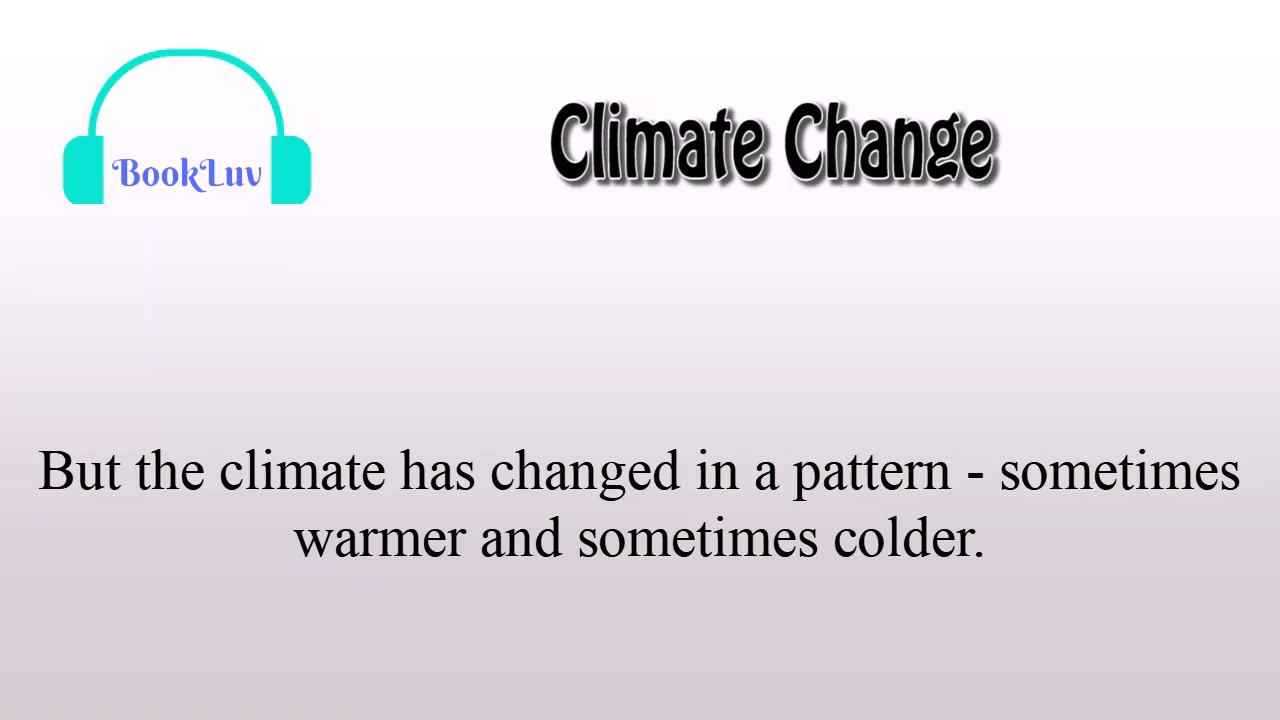 BookLuv
Climate Change
But the climate has changed in a pattern - sometimes
warmer and sometimes colder.